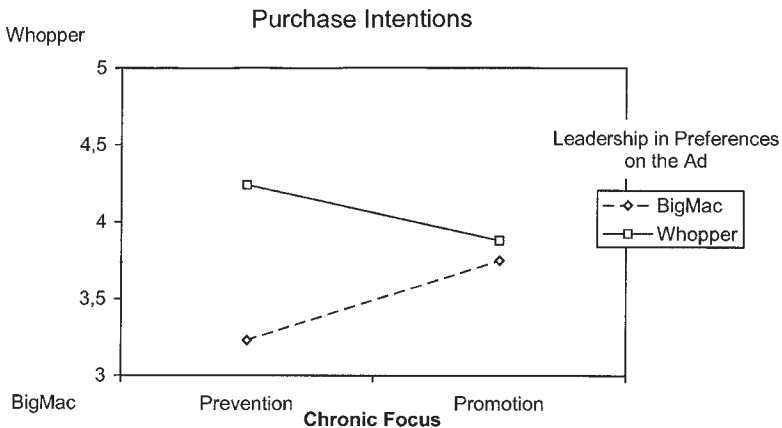 Purchase Intentions
Whopper
5
4,5
4
3,5
3
Leadership in Preferences
on the Ad
BigMac
Whopper
BigMac
Prevention
Promotion
Chronic Focus